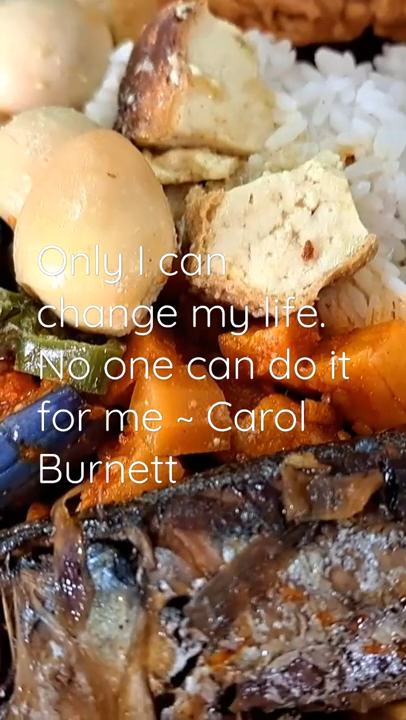 Only I can
change my life.
No one can do it
for me ~ Carol
Burnett